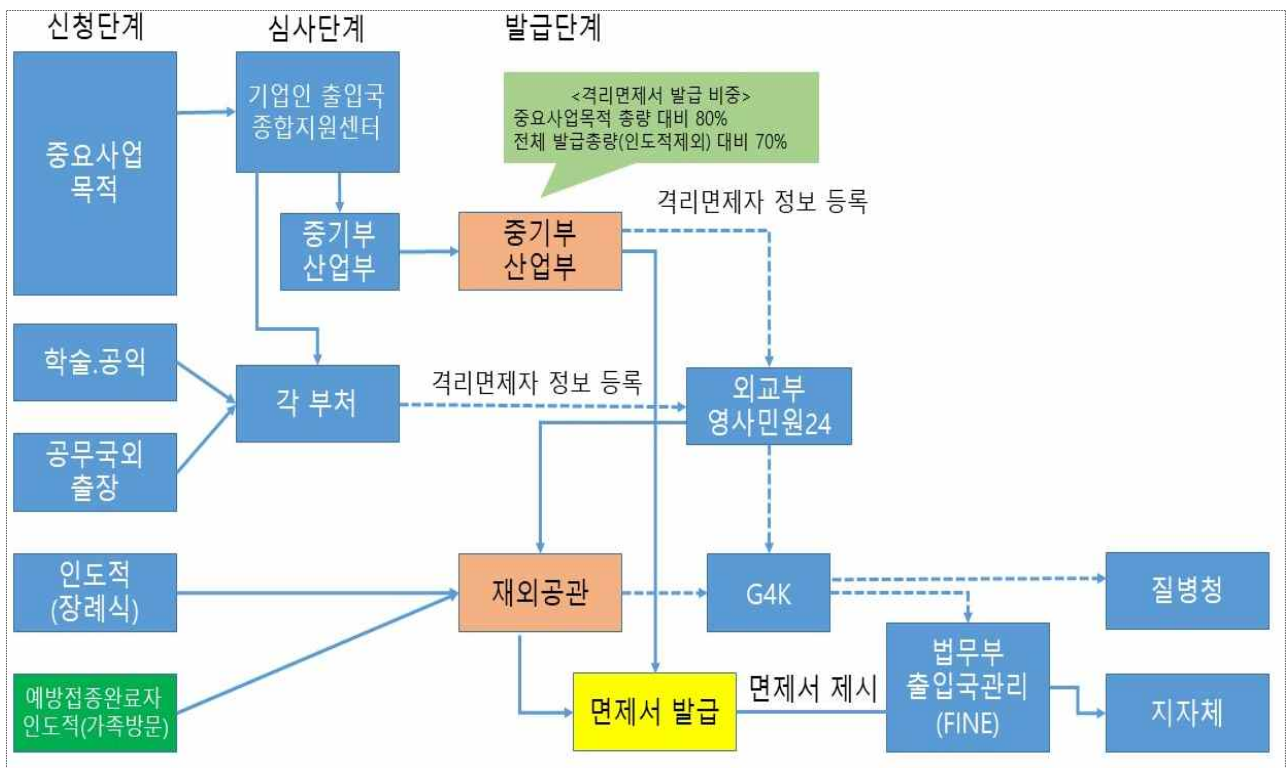 신청단계
심사단계
발급단계
중요사업
목적
기업인 출입국
종합지원센터
<격리면제서 발급 비중>
중요사업목적 총량 대비 80%
전체 발급총량(인도적제외) 대비 70%
중기부
산업부
중기부
산업부
격리면제자 정보 등록
학술.공익
공무국외
출장
각 부처
격리면제자 정보 등록
외교부
영사민원24
인도적
(장례식)
재외공관
G4K
질병청
예방접종완료자
인도적(가족방문)
면제서 발급
면제서 제시
법무부
출입국관리
(FINE)
지자체